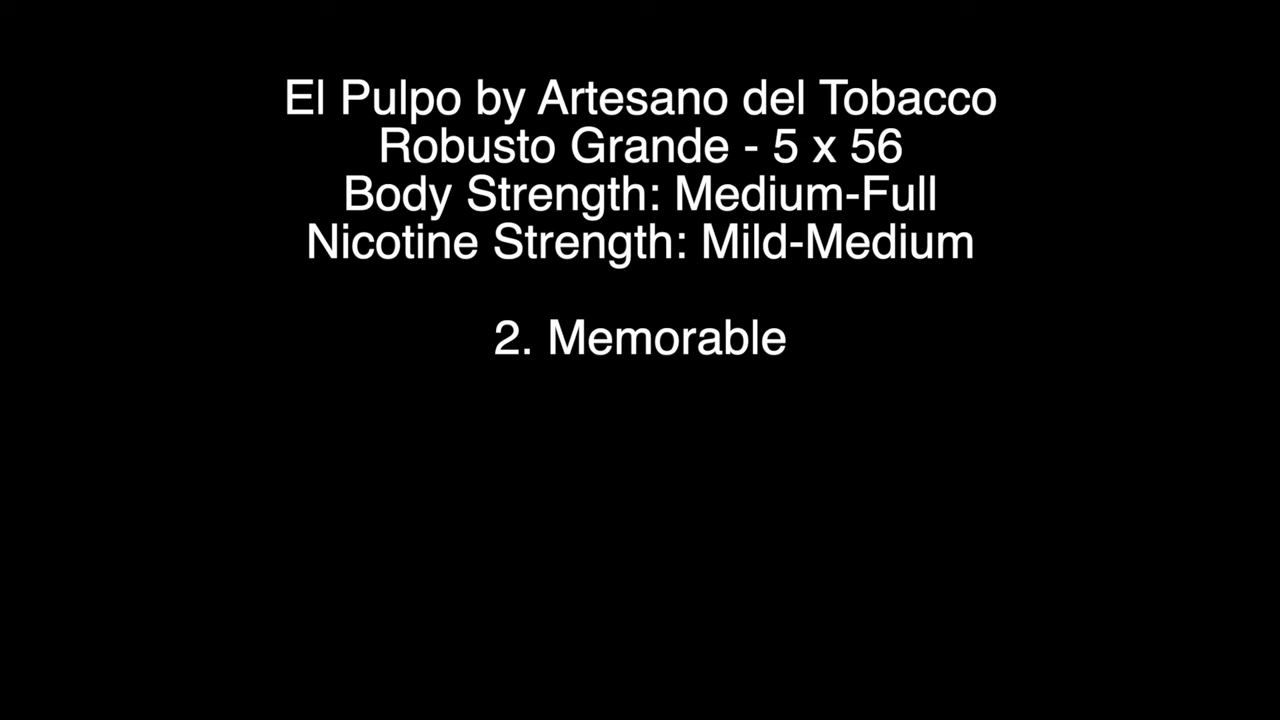 El Pulpo by Artesano del Tobacco
Robusto Grande - 5 x 56
Body Strength: Medium-Full
Nicotine Strength: Mild-Medium
2. Memorable